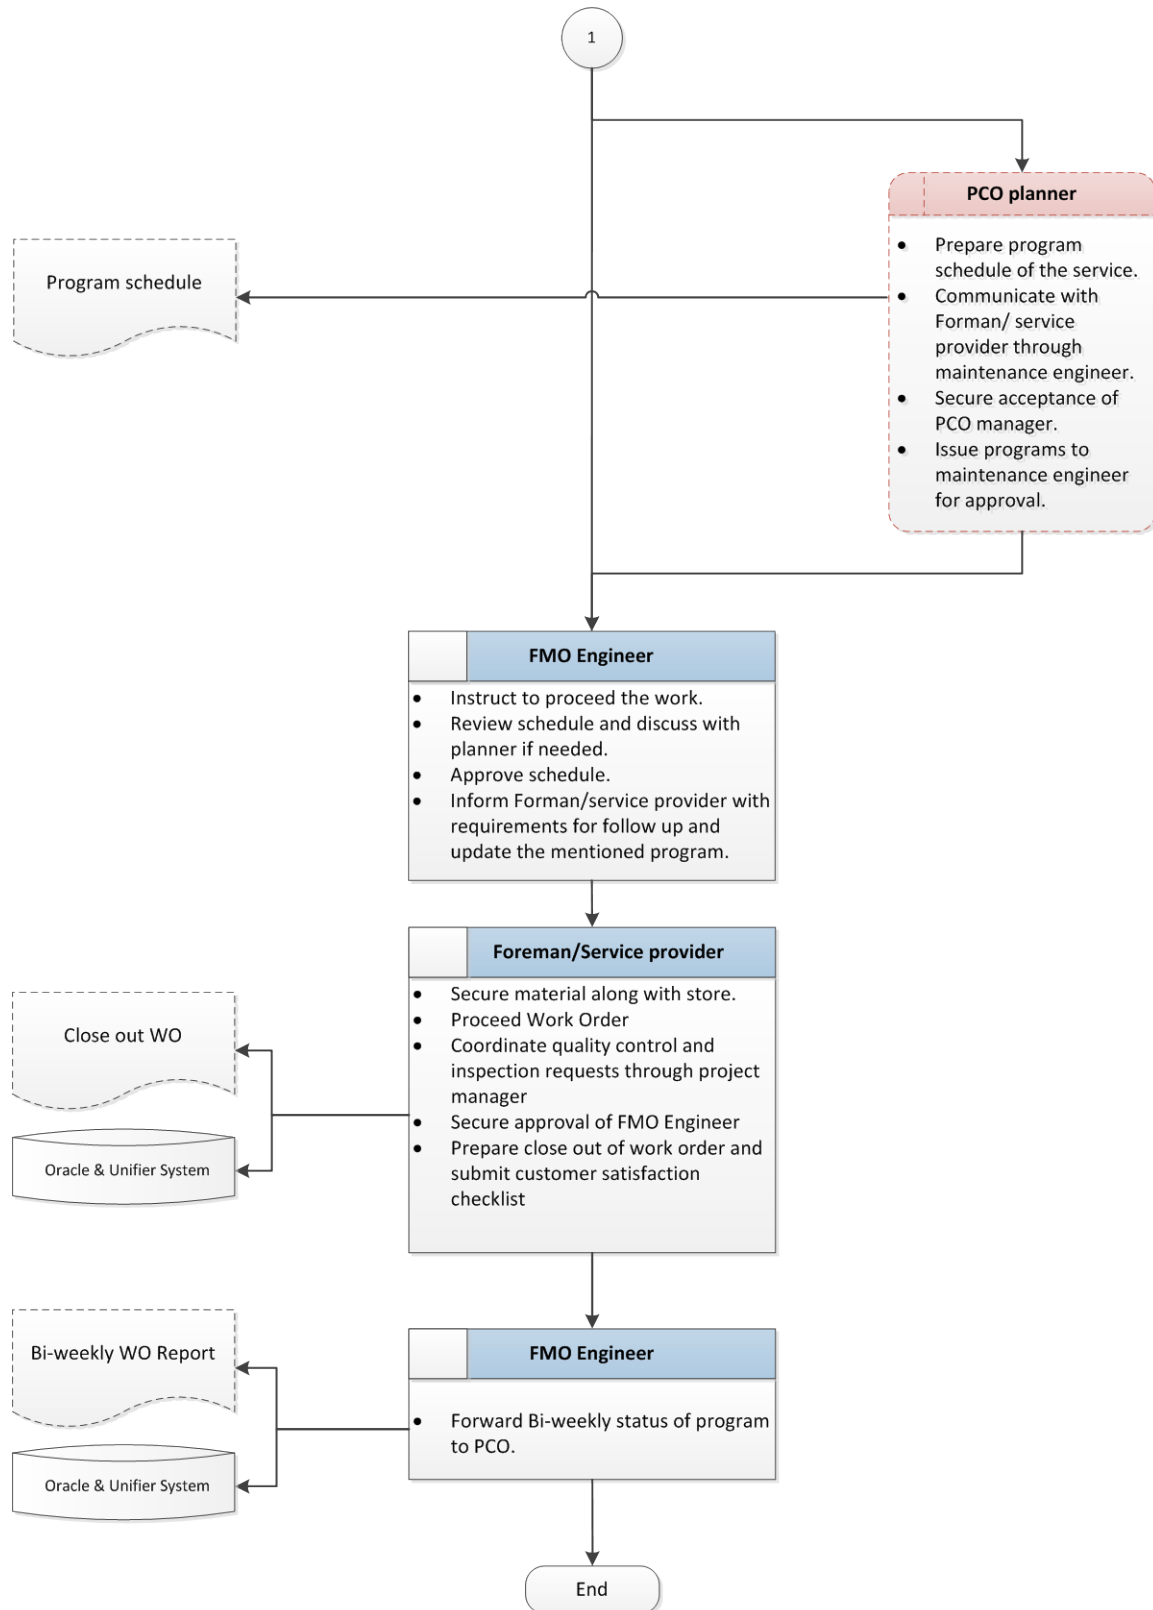 1
PCO planner
• Prepare program
schedule of the service.
• Communicate with
Forman/ service
provider through
maintenance engineer.
• Secure acceptance of
PCO manager.
• Issue programs to
maintenance engineer
for approval.
Program schedule
FMO Engineer
• Instruct to proceed the work.
• Review schedule and discuss with
planner if needed.
• Approve schedule.
• Inform Forman/service provider with
requirements for follow up and
update the mentioned program.
Foreman/Service provider
• Secure material along with store.
• Proceed Work Order
• Coordinate quality control and
inspection requests through project
manager
• Secure approval of FMO Engineer
• Prepare close out of work order and
submit customer satisfaction
checklist
Close out WO
Oracle & Unifier System
FMO Engineer
• Forward Bi-weekly status of program
to PCO.
Bi-weekly WO Report
Oracle & Unifier System
End